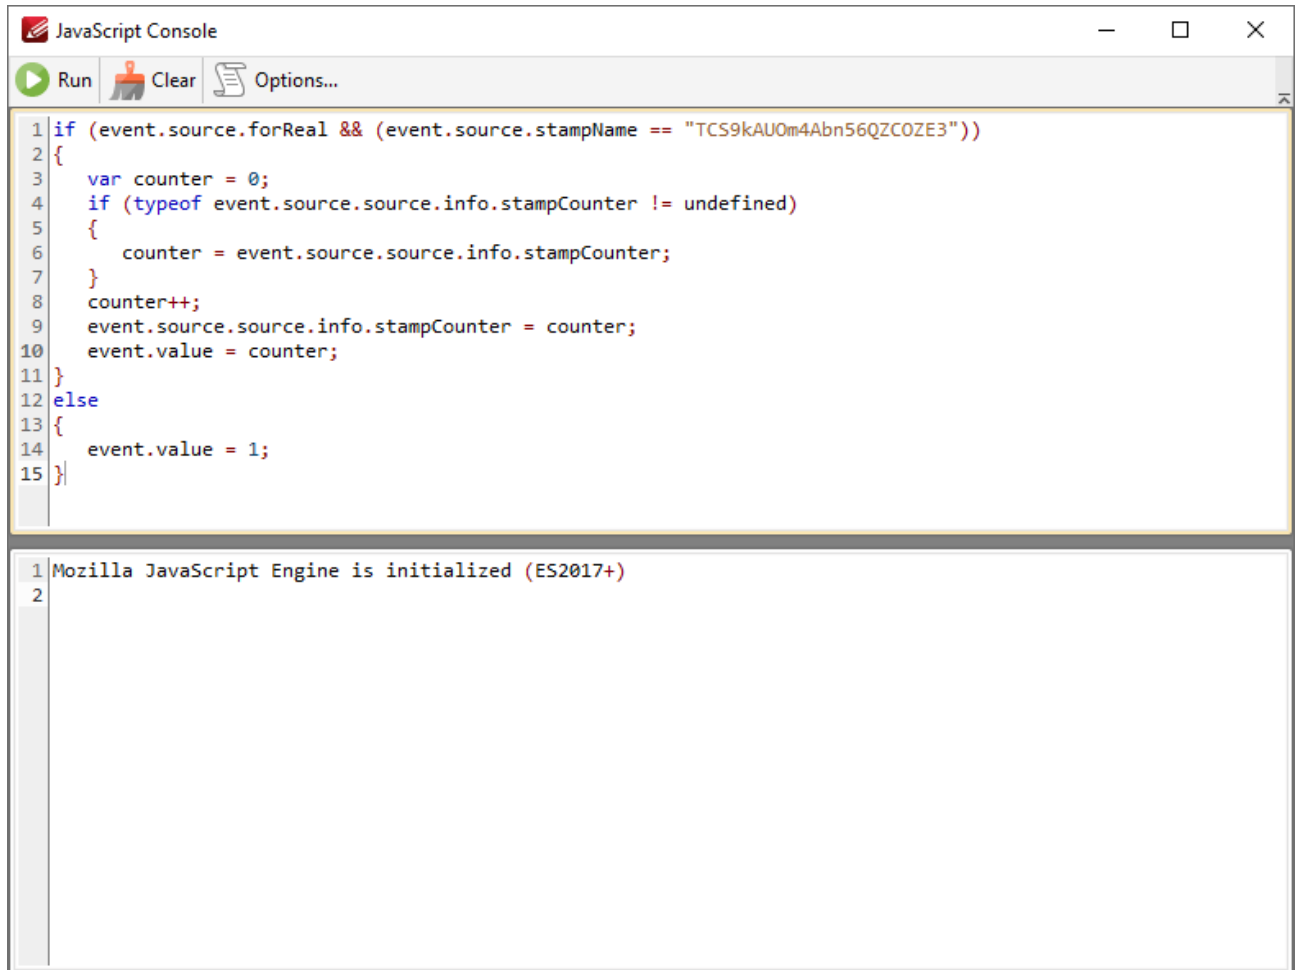 JavaScript Console
Run Clear Options...
1 if (event.source.forReal && (event.source.stampName == "TCS9kAUOm4Abn56QZCOZE3"))
2 {
3 var counter = 0;
4 if (typeof event.source.source.info.stampCounter != undefined)
5 {
6 counter = event.source.source.info.stampCounter;
7 }
8 counter++;
9 event.source.source.info.stampCounter = counter;
10 event.value = counter;
11 }
12 else
13 {
14 event.value = 1;
15 }
1 Mozilla JavaScript Engine is initialized (ES2017+)
2